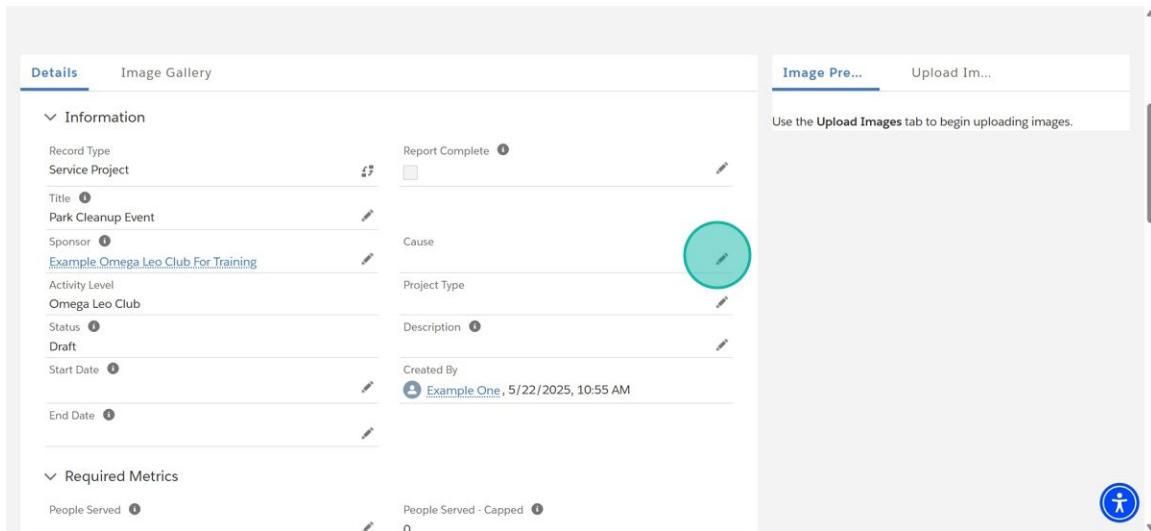 Details Image Gallery
Image Pre... Upload Im...
Use the Upload Images tab to begin uploading images.
Information
Record Type
Service Project
Report Complete
Title
Park Cleanup Event
Sponsor
Example Omega Leo Club For Training
Cause
Activity Level
Omega Leo Club
Project Type
Status
Draft
Description
Start Date
Created By
Example One, 5/22/2025, 10:55 AM
End Date
Required Metrics
People Served
People Served - Capped
0